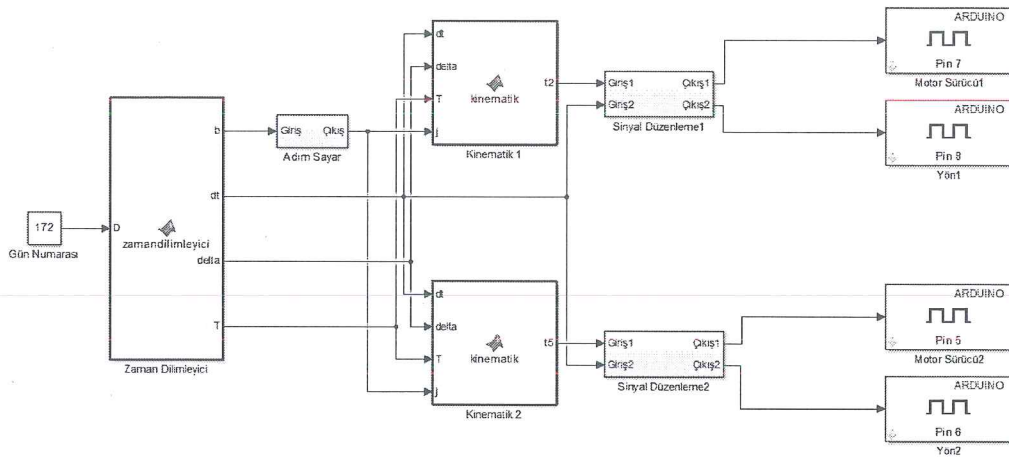 172
Gün Numarası
D
zamandilimleyici
b
dt
delta
T
Zaman Dilimleyici
Giriş Çıkış
Adım Sayar
dt
delta
T
j
kinematik
t2
Kinematik 1
dt
delta
T
j
kinematik
t5
Kinematik 2
Giriş1 Çıkış1
Giriş2 Çıkış2
Sinyal Düzenleme1
Giriş1 Çıkış1
Giriş2 Çıkış2
Sinyal Düzenleme2
ARDUINO
Pin 7
Motor Sürücü1
ARDUINO
Pin 8
Yön1
ARDUINO
Pin 5
Motor Sürücü2
ARDUINO
Pin 6
Yön2